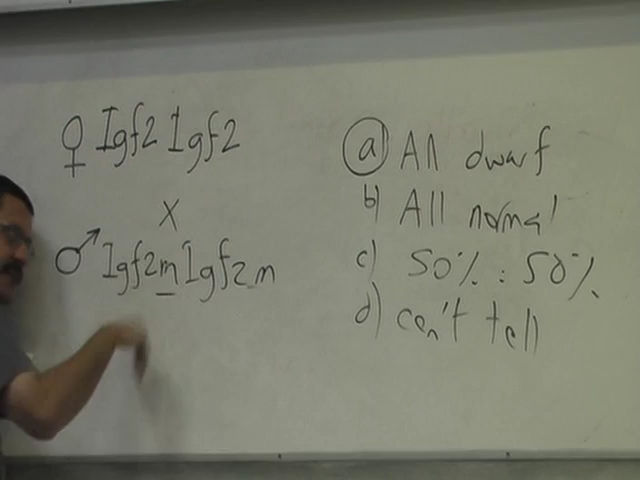 ♀ Igf2 Igf2
X
♂ Igf2m Igf2m
a) All dwarf
b) All normal
c) 50% : 50%
d) can't tell